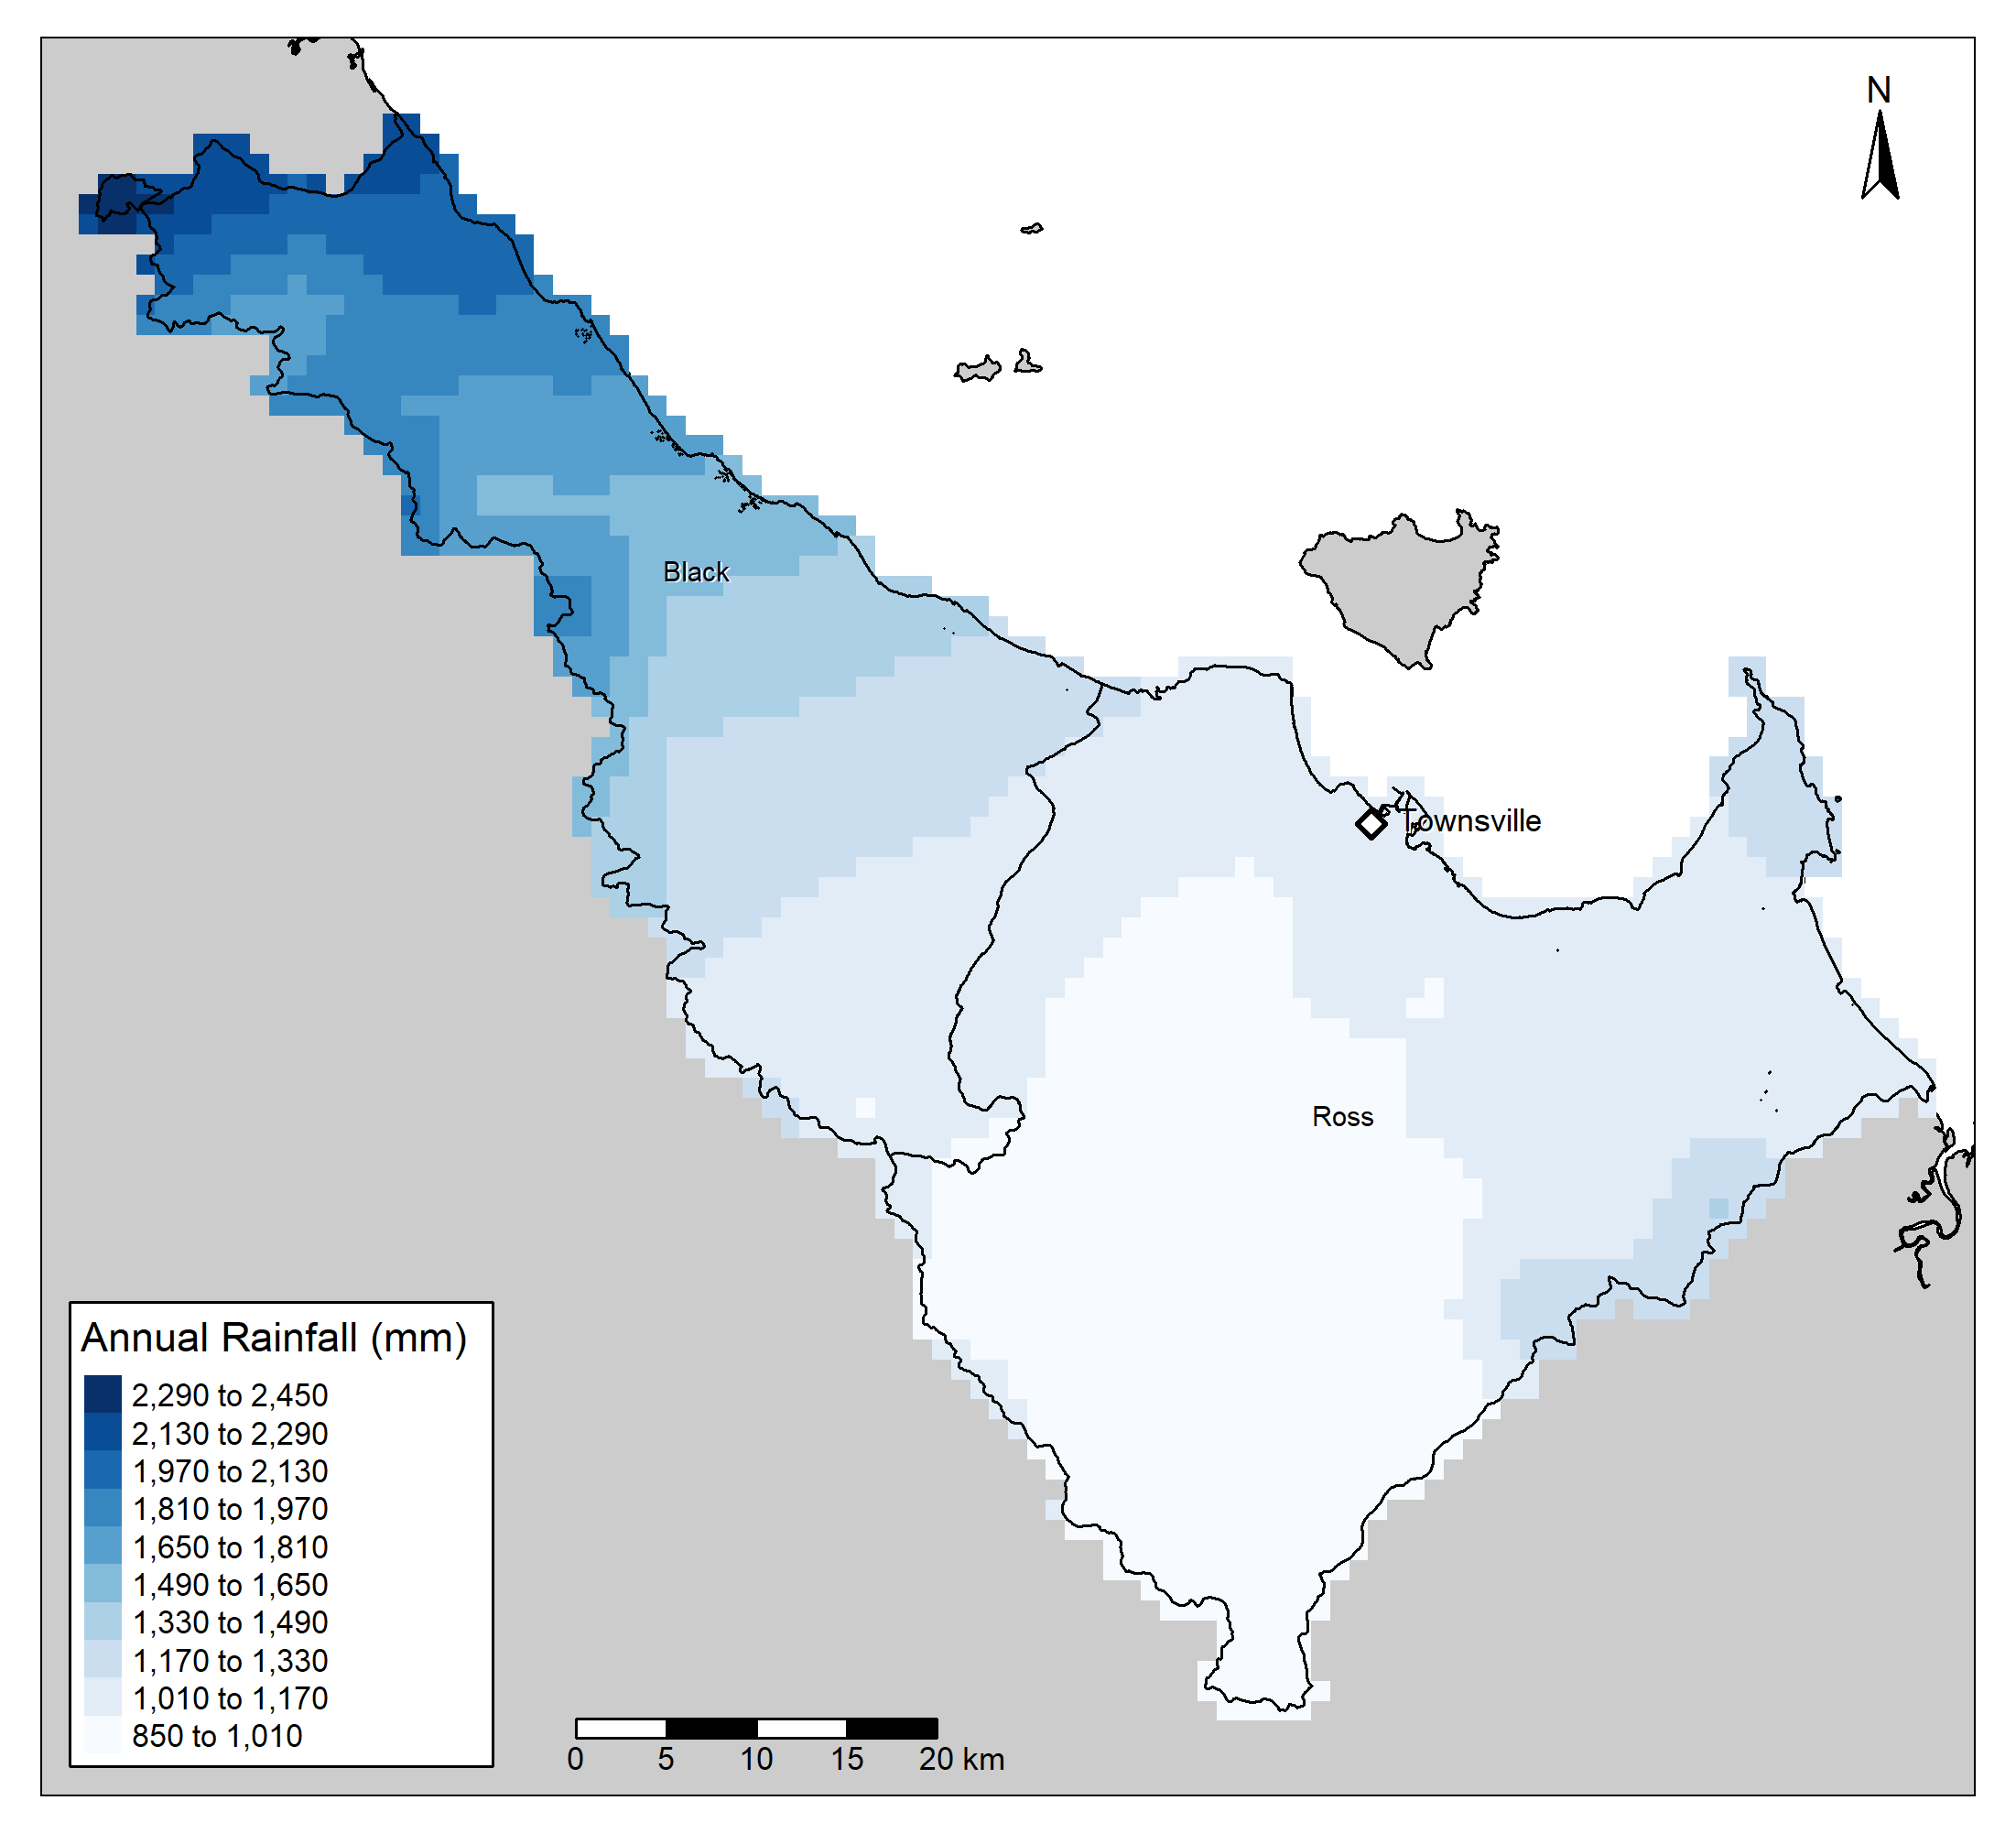 N
Black
Townsville
Ross
Annual Rainfall (mm)
2,290 to 2,450
2,130 to 2,290
1,970 to 2,130
1,810 to 1,970
1,650 to 1,810
1,490 to 1,650
1,330 to 1,490
1,170 to 1,330
1,010 to 1,170
850 to 1,010
0 5 10 15 20 km